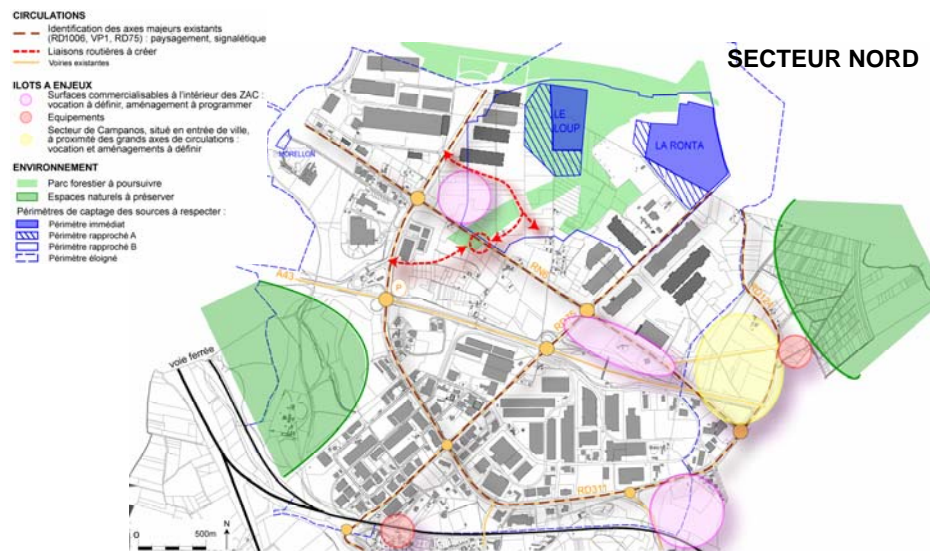 CIRCULATIONS
Identification des axes majeurs existants
(RD1006, VP1, RD75) : paysagement, signalétique
Liaisons routières à créer
Voiries existantes
ILOTS A ENJEUX
Surfaces commercialisables à l'intérieur des ZAC :
vocation à définir, aménagement à programmer
Equipements
Secteur de Campanos, situé en entrée de ville,
à proximité des grands axes de circulations :
vocation et aménagements à définir
ENVIRONNEMENT
Parc forestier à poursuivre
Espaces naturels à préserver
Périmètres de captage des sources à respecter :
Périmètre immédiat
Périmètre rapproché A
Périmètre rapproché B
Périmètre éloigné
SECTEUR NORD
LE
LOUP
LA RONTA
MORELLON
A43
P
RD75
voie ferrée
RD311
0
500m
N